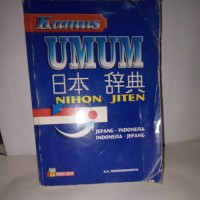 Kamus
UMUM
日本 辞典
NIHON JITEN
JEPANG - INDONESIA
INDONESIA - JEPANG